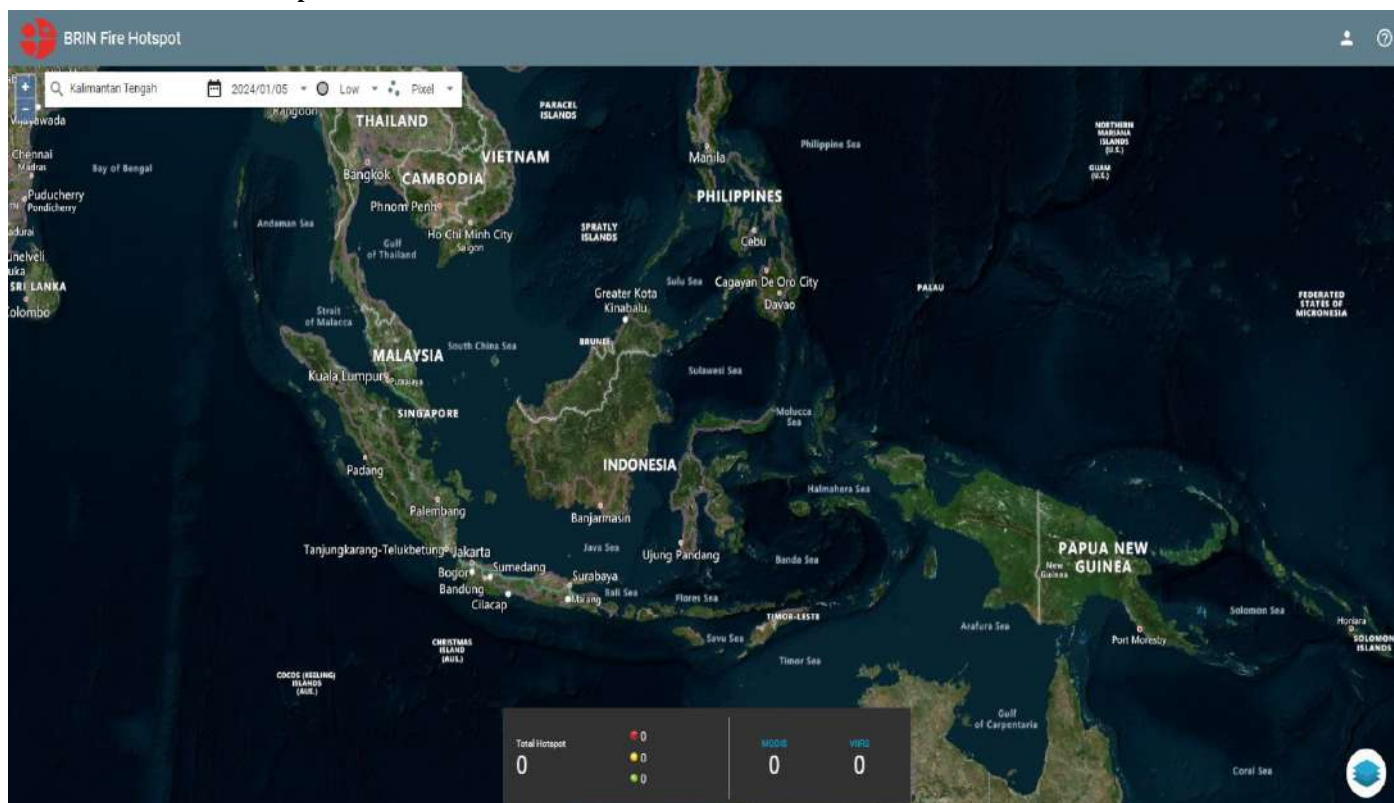 BRIN Fire Hotspot
Kalimantan Tengah 2024/01/05 Low Pixel
+
-
Rangoon
THAILAND
PARACEL
ISLANDS
NORTHERN
MARIANA
ISLANDS
(U.S.)
Chennai
Madras
Bay of Bengal
VIETNAM
Manila
Philippine Sea
GUAM
(U.S.)
Bangkok
CAMBODIA
Puducherry
Pondicherry
Phnom Penh
PHILIPPINES
Andaman Sea
Gulf
of Thailand
Ho Chi Minh City
Saigon
SPRATLY
ISLANDS
Cebu
SRI LANKA
Colombo
Sulu Sea
Cagayan De Oro City
Davao
PALAU
Greater Kota
Kinabalu
FEDERATED
STATES OF
MICRONESIA
Strait
of Malacca
BRUNEI
South China Sea
MALAYSIA
Kuala Lumpur
Putrajaya
Sulawesi Sea
SINGAPORE
Molucca
Sea
Padang
INDONESIA
Halmahera Sea
Palembang
Banjarmasin
Tanjungkarang-Telukbetung
Jakarta
Java Sea
Ujung Pandang
Banda Sea
PAPUA NEW
GUINEA
New
Guinea
Bogor
Sumedang
Surabaya
Bandung
Malang
Bali Sea
Flores Sea
Cilacap
TIMOR-LESTE
Solomon Sea
Honiara
Savu Sea
Arafura Sea
Port Moresby
SOLOMON
ISLANDS
CHRISTMAS
ISLAND
(AUS.)
Timor Sea
COCOS (KEELING)
ISLANDS
(AUS.)
Gulf
of Carpentaria
Coral Sea
Total Hotspot
0
0
0
0
MODIS
0
VIIRS
0